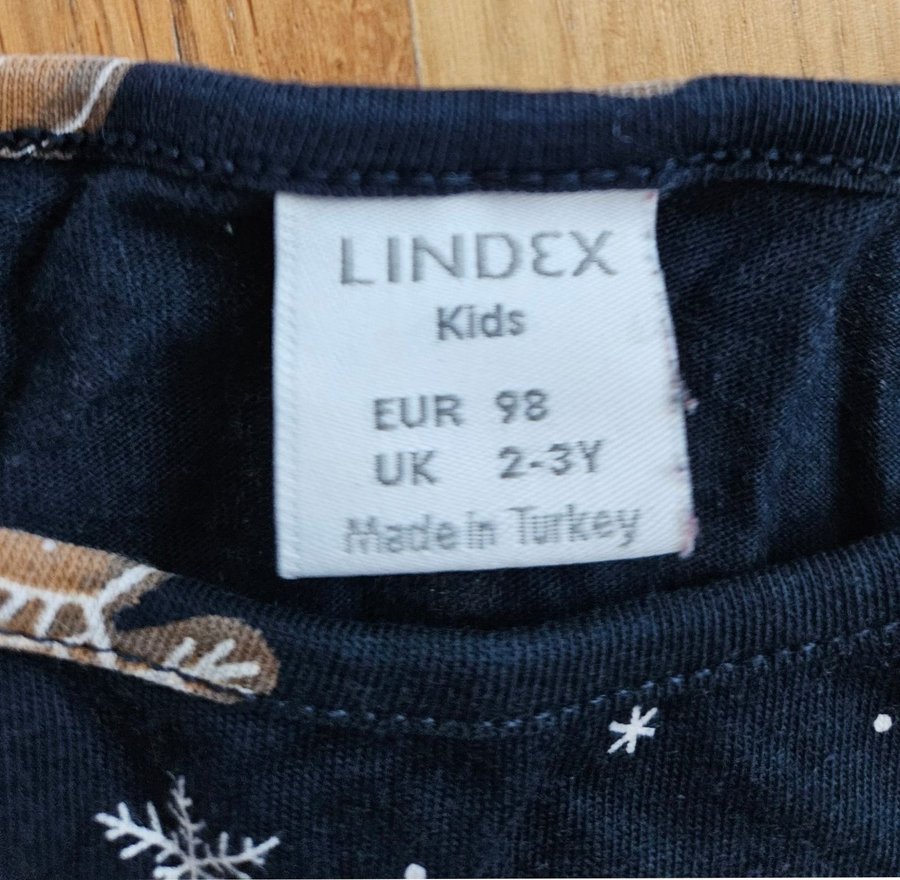 LINDEX
Kids
EUR 98
UK 2-3Y
Made in Turkey